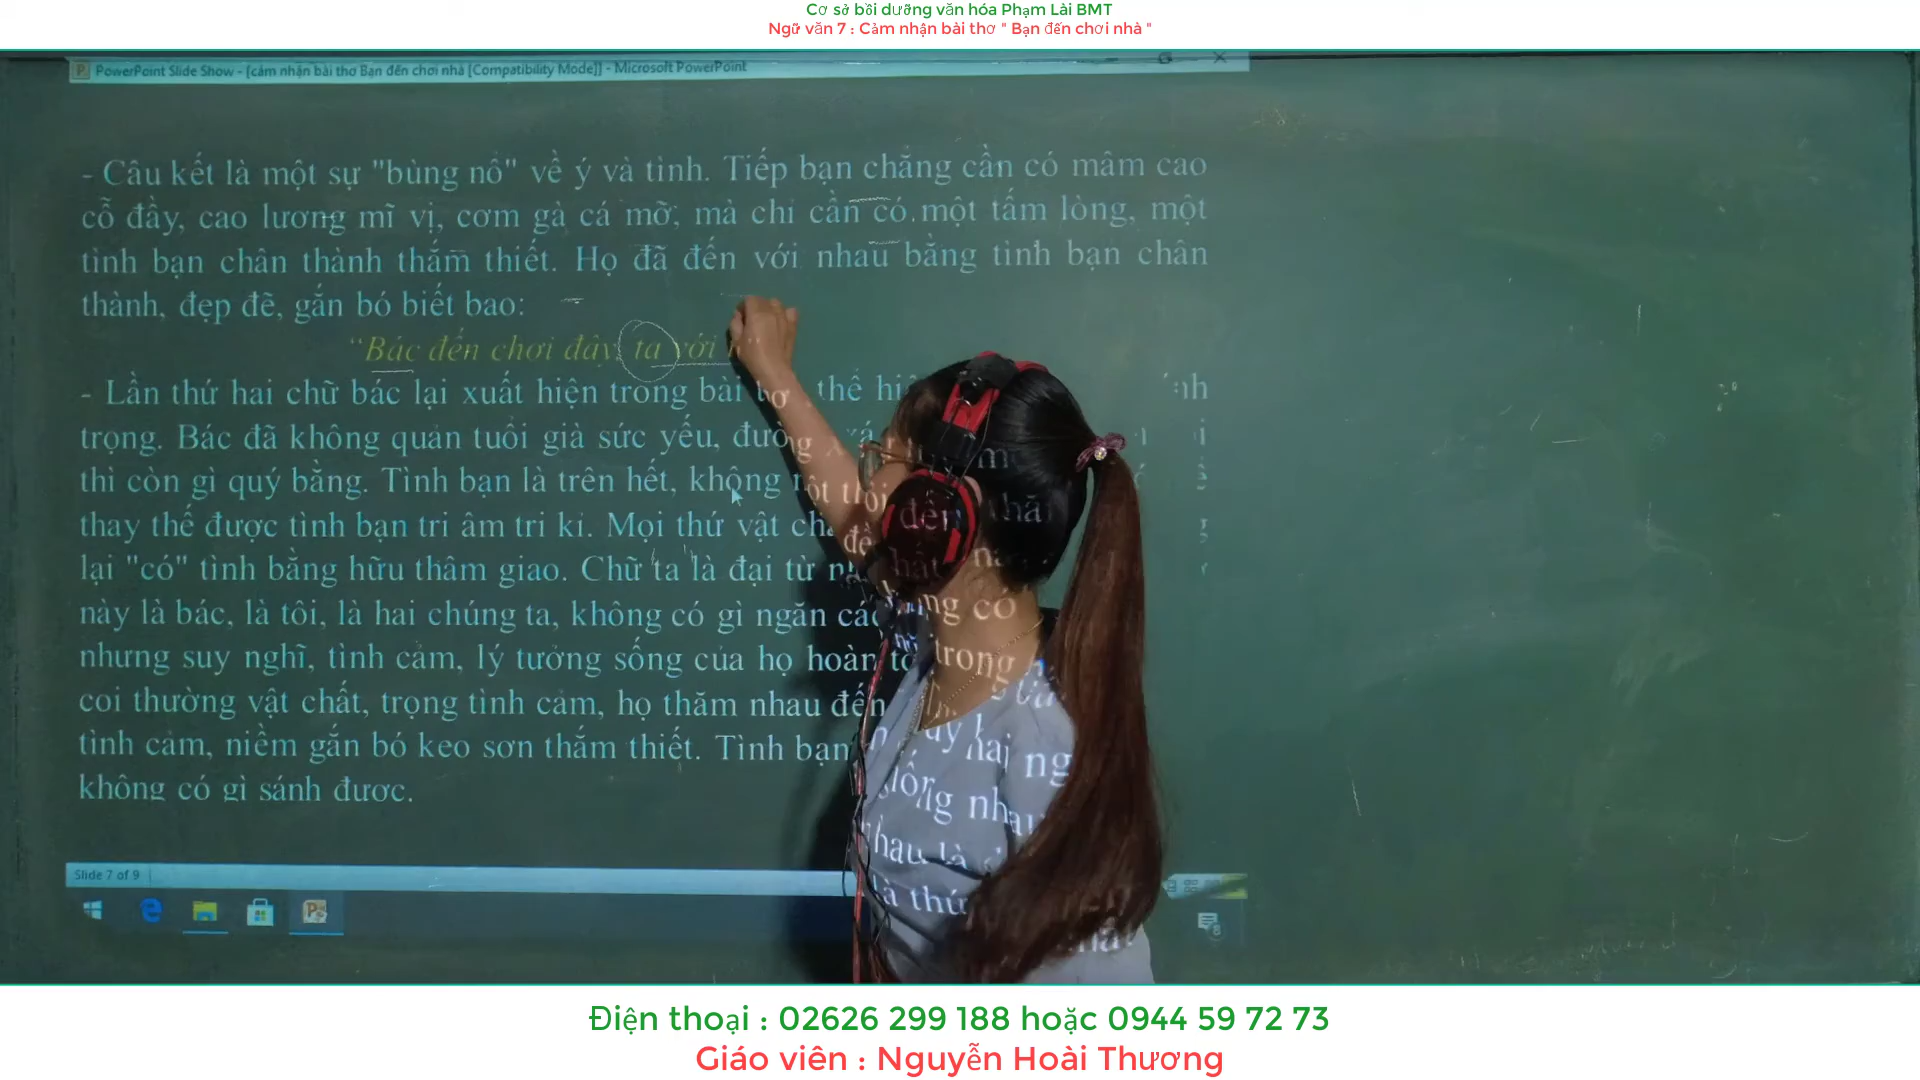 Cơ sở bồi dưỡng văn hóa Phạm Lài BMT
Ngữ văn 7 : Cảm nhận bài thơ " Bạn đến chơi nhà "
PowerPoint Slide Show - [cảm nhận bài thơ Bạn đến chơi nhà [Compatibility Mode]] - Microsoft PowerPoint
- Câu kết là một sự "bùng nổ" về ý và tình. Tiếp bạn chẳng cần có mâm cao
cỗ đầy, cao lương mĩ vị, cơm gà cá mỡ, mà chỉ cần có một tấm lòng, một
tình bạn chân thành thắm thiết. Họ đã đến với nhau bằng tình bạn chân
thành, đẹp đẽ, gắn bó biết bao:
“Bác đến chơi đây, ta với
- Lần thứ hai chữ bác lại xuất hiện trong bài thể
trọng. Bác đã không quản tuổi già sức yếu,
thì còn gì quý bằng. Tình bạn là trên hết, không
thay thế được tình bạn tri âm tri kỉ. Mọi thứ vật
lại "có" tình bằng hữu thâm giao. Chữ ta là đại từ
này là bác, là tôi, là hai chúng ta, không có gì ngăn có
nhưng suy nghĩ, tình cảm, lý tưởng sống của họ hoàn trong
coi thường vật chất, trọng tình cảm, họ thăm nhau đến
tình cảm, niềm gắn bó keo sơn thắm thiết. Tình bạn
không có gì sánh được.
Slide 7 of 9
Điện thoại : 02626 299 188 hoặc 0944 59 72 73
Giáo viên : Nguyễn Hoài Thương